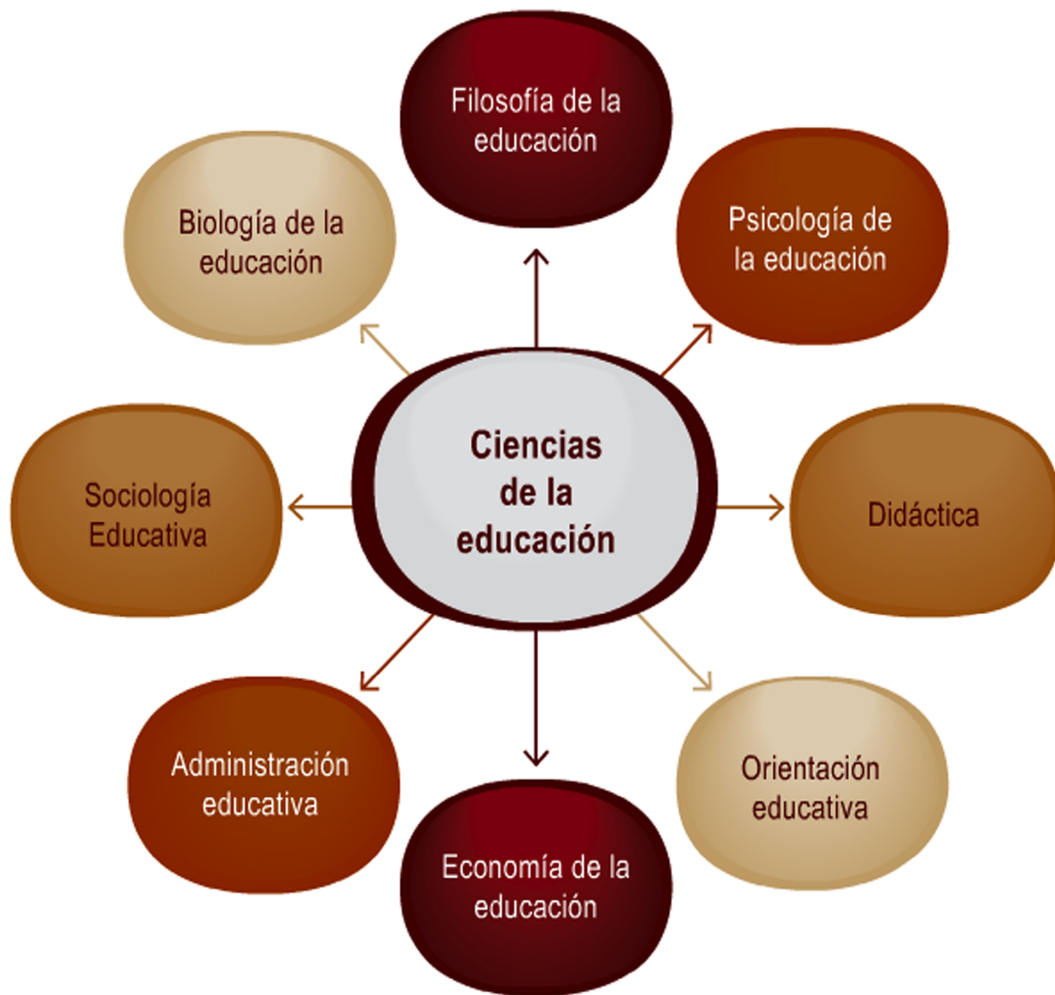 Filosofía de la
educación
Biología de la
educación
Psicología de
la educación
Ciencias
de la
educación
Sociología
Educativa
Didáctica
Administración
educativa
Orientación
educativa
Economía de la
educación